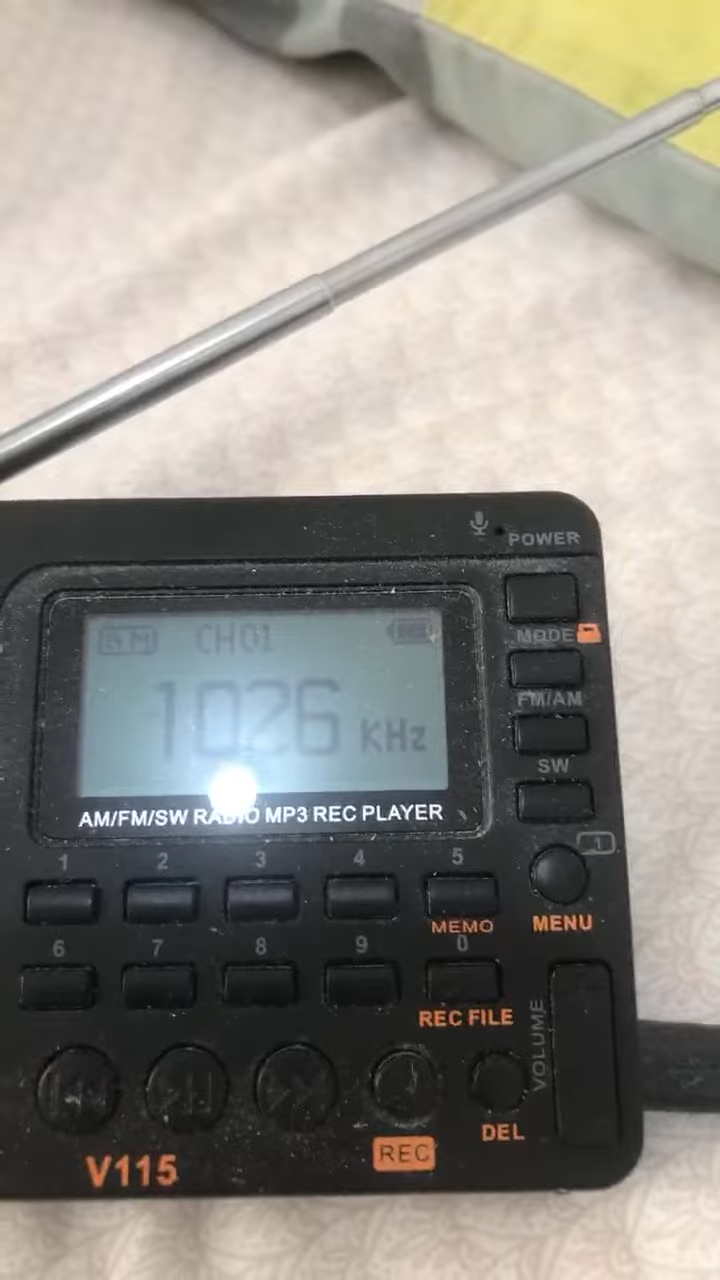 POWER
MODE
CH01
FM/AM
1026 KHz
SW
AM/FM/SW RADIO MP3 REC PLAYER
1 2 3 4 5
MEMO
MENU
6 7 8 9 0
REC FILE
VOLUME
DEL
REC
V115